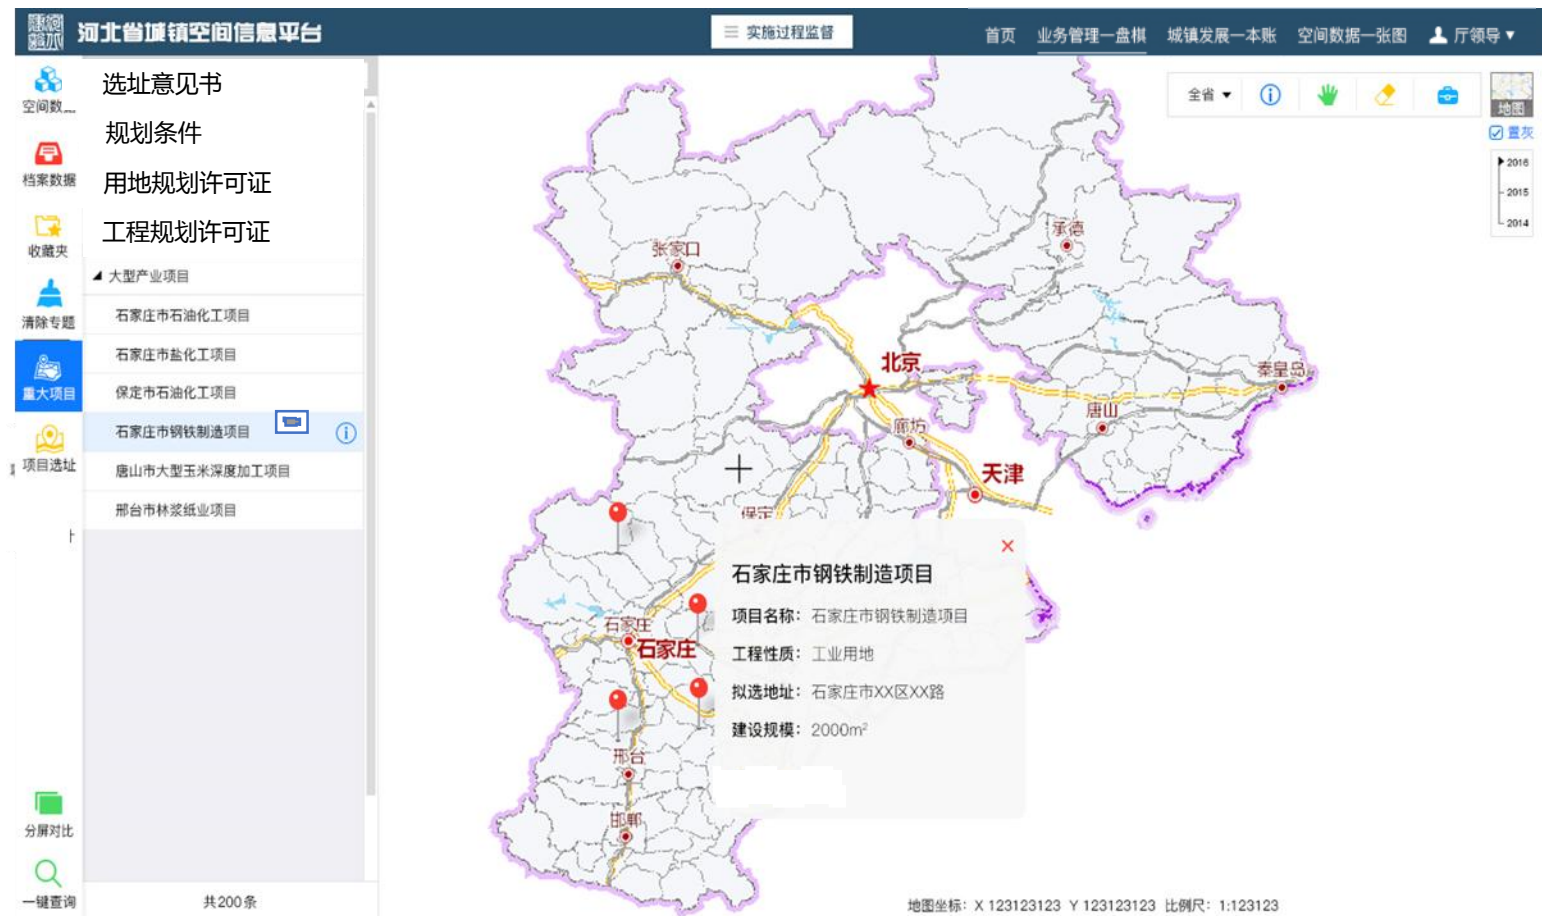 河北省城镇空间信息平台
实施过程监督
首页 业务管理一盘棋 城镇发展一本账 空间数据一张图 厅领导
空间数...
档案数据
收藏夹
清除专题
重大项目
项目选址
分屏对比
一键查询
选址意见书
规划条件
用地规划许可证
工程规划许可证
大型产业项目
石家庄市石油化工项目
石家庄市盐化工项目
保定市石油化工项目
石家庄市钢铁制造项目
唐山市大型玉米深度加工项目
邢台市林浆纸业项目
共200条
全省
地图
置灰
2016
2015
2014
承德
张家口
北京
秦皇岛
唐山
廊坊
天津
保定
石家庄
石家庄
邢台
邯郸
石家庄市钢铁制造项目
项目名称：石家庄市钢铁制造项目
工程性质：工业用地
拟选地址：石家庄市XX区XX路
建设规模：2000m²
地图坐标：X 123123123 Y 123123123 比例尺：1:123123